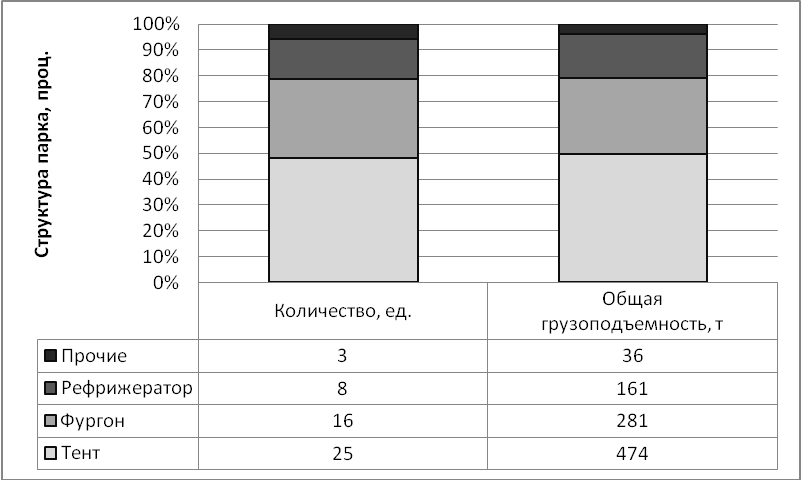 Структура парка, проц.
100%
90%
80%
70%
60%
50%
40%
30%
20%
10%
0%
Количество, ед.
Общая
грузоподъемность, т
Прочие 3 36
Рефрижератор 8 161
Фургон 16 281
Тент 25 474